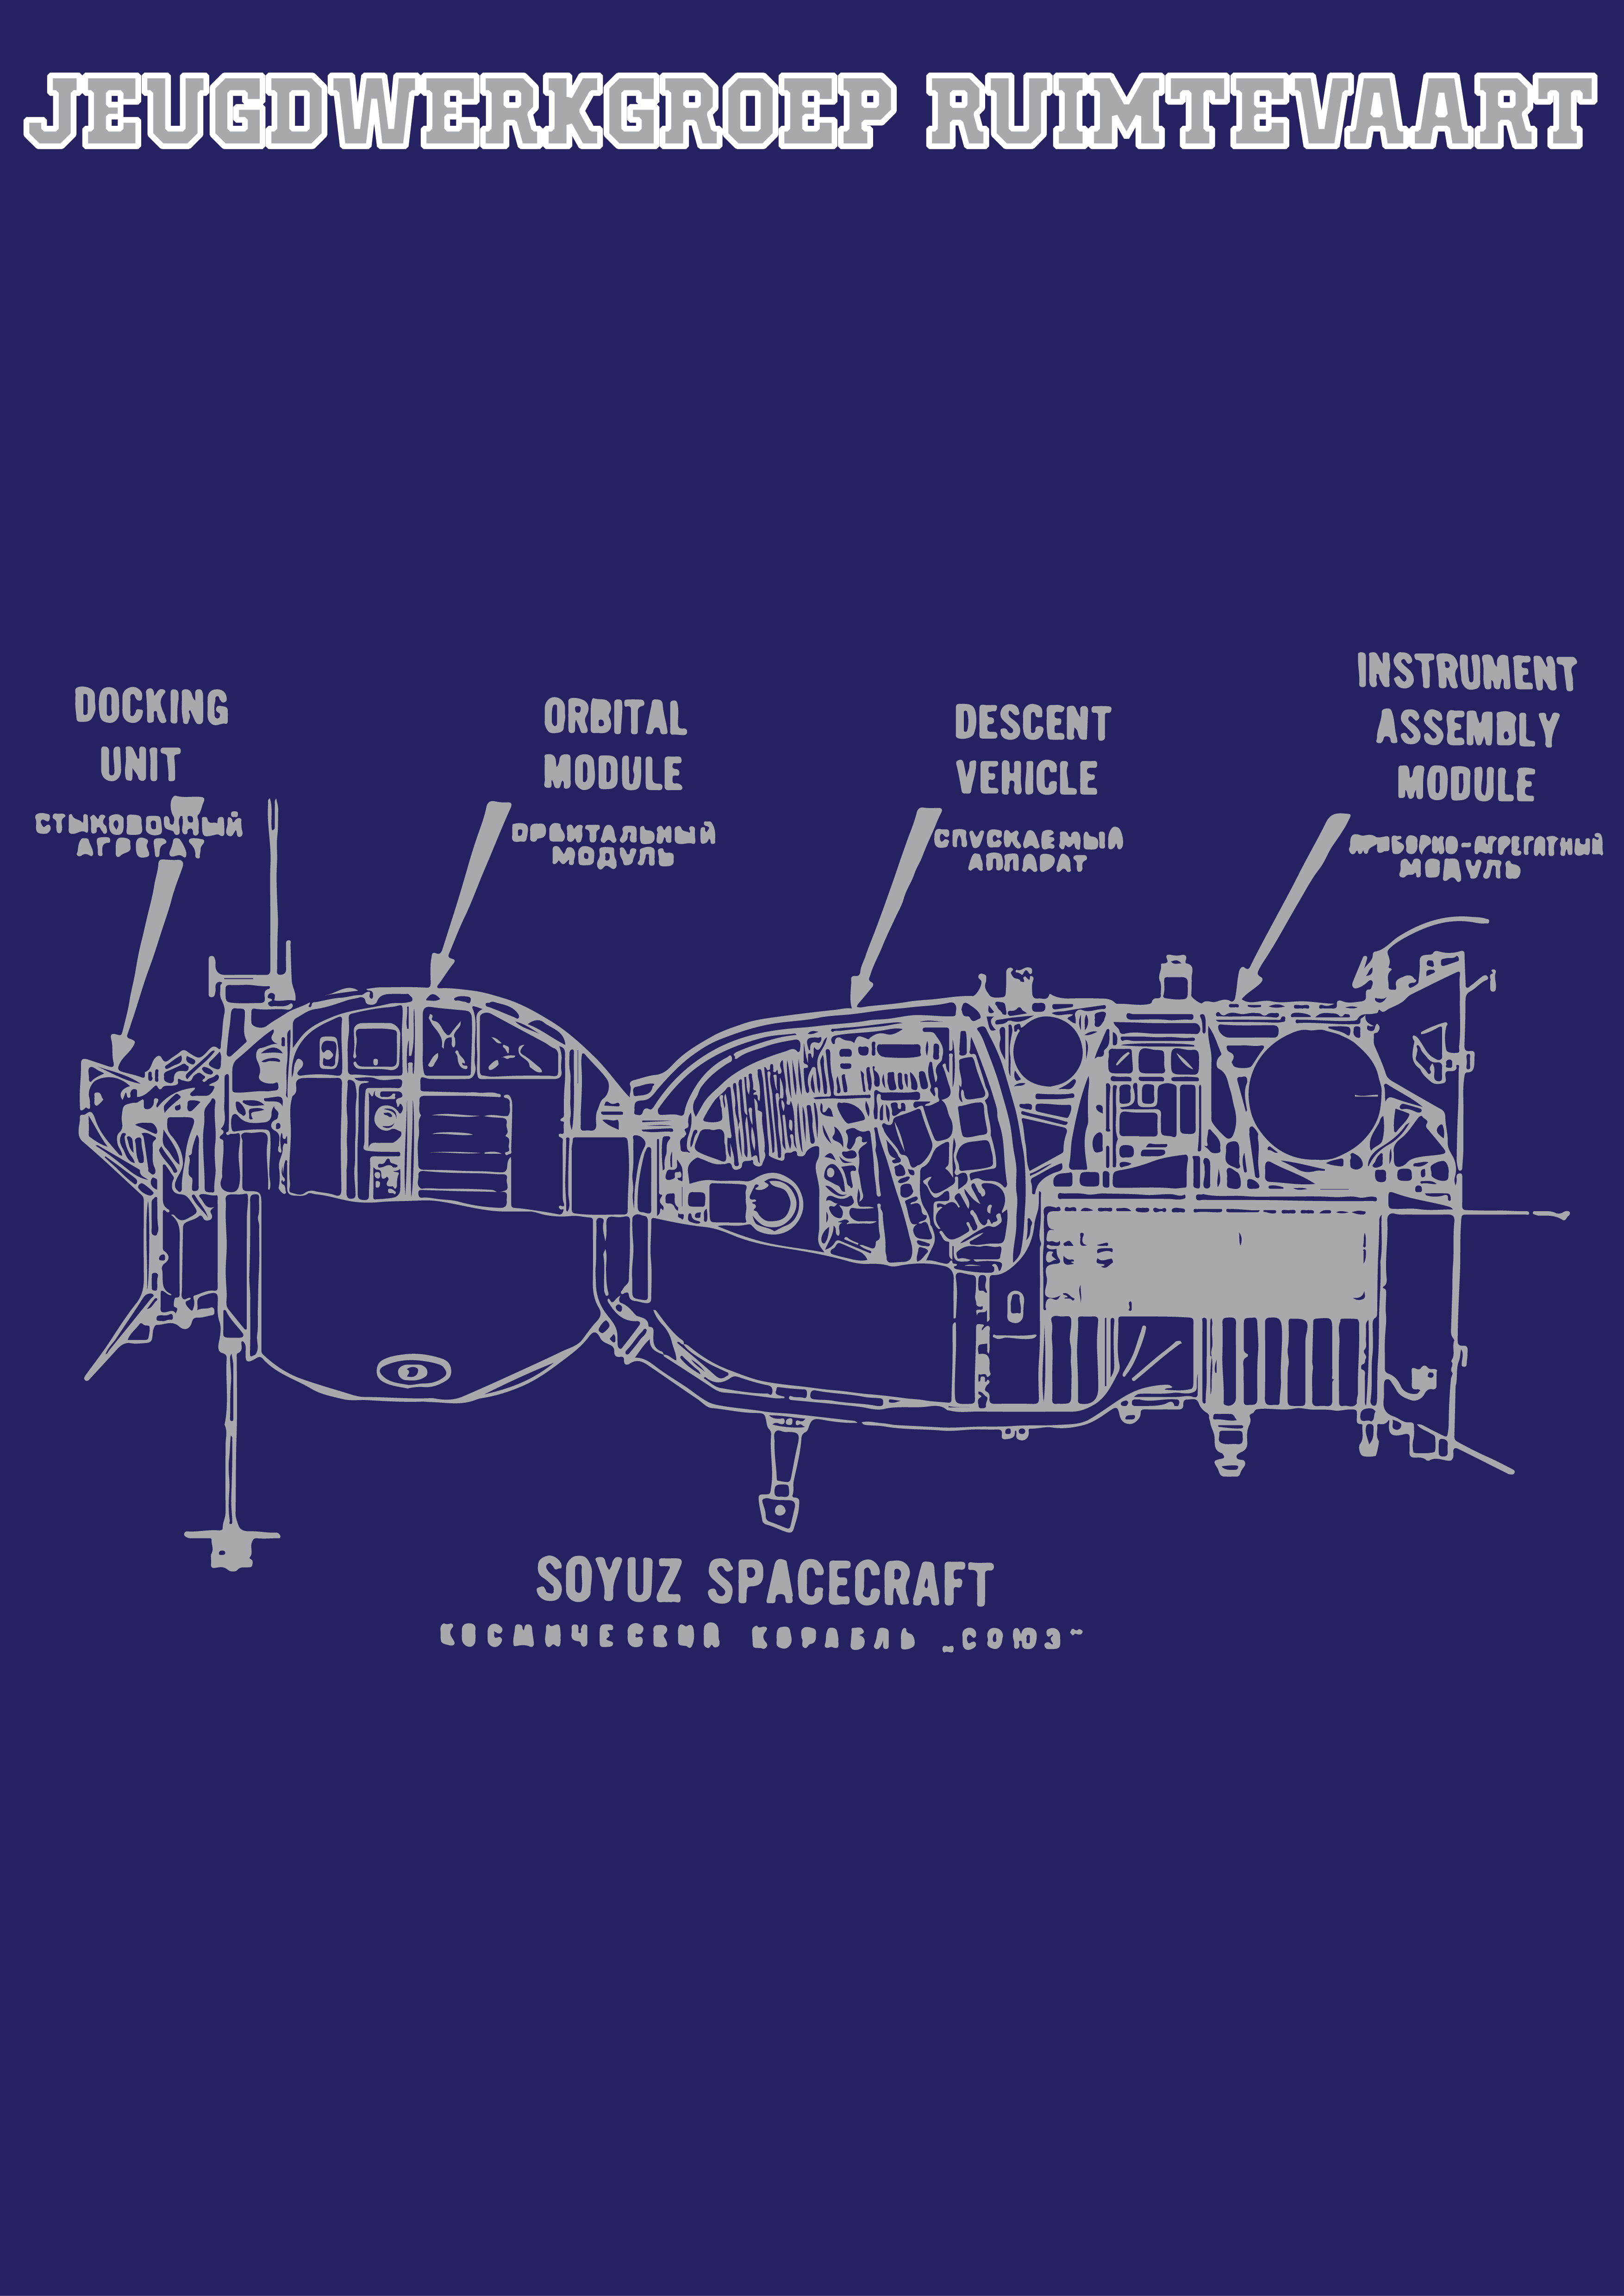 JEUGDWERKGROEP RUIMTEVAART
DOCKING
UNIT
СТЫКОВОЧНЫЙ
АГРЕГАТ
ORBITAL
MODULE
ОРБИТАЛЬНЫЙ
МОДУЛЬ
DESCENT
VEHICLE
СПУСКАЕМЫЙ
АППАРАТ
INSTRUMENT
ASSEMBLY
MODULE
ПРИБОРНО-АГРЕГАТНЫЙ
МОДУЛЬ
SOYUZ SPACECRAFT
КОСМИЧЕСКИЙ КОРАБЛЬ „СОЮЗ"